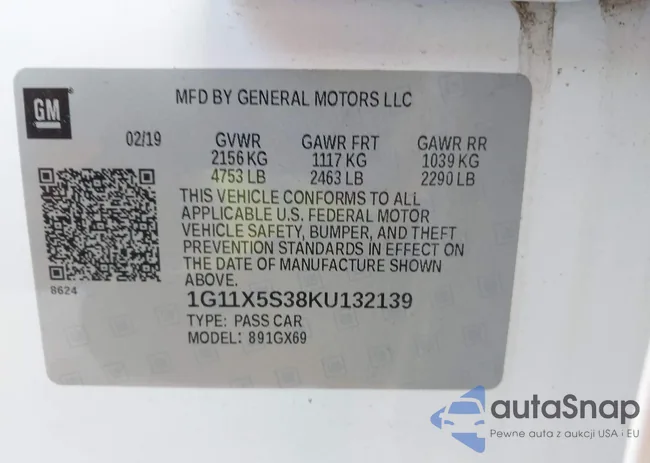 GM
MFD BY GENERAL MOTORS LLC
02/19 GVWR GAWR FRT GAWR RR
2156 KG 1117 KG 1039 KG
4753 LB 2463 LB 2290 LB
THIS VEHICLE CONFORMS TO ALL
APPLICABLE U.S. FEDERAL MOTOR
VEHICLE SAFETY, BUMPER, AND THEFT
PREVENTION STANDARDS IN EFFECT ON
THE DATE OF MANUFACTURE SHOWN
ABOVE.
8624
1G11X5S38KU132139
TYPE: PASS CAR
MODEL: 891GX69
autaSnap
Pewne auta z aukcji USA i EU